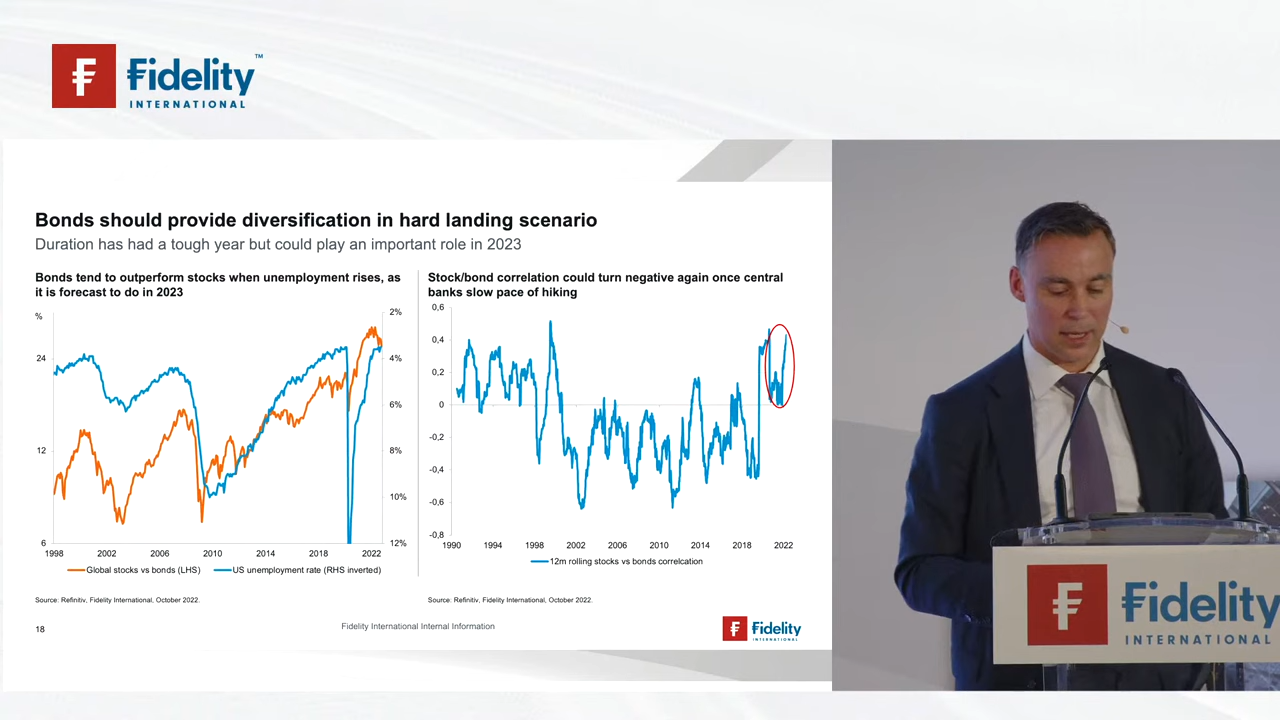 Fidelity™
INTERNATIONAL
Bonds should provide diversification in hard landing scenario
Duration has had a tough year but could play an important role in 2023
Bonds tend to outperform stocks when unemployment rises, as
it is forecast to do in 2023
%
24
12
6
2%
4%
6%
8%
10%
12%
1998 2002 2006 2010 2014 2018 2022
Global stocks vs bonds (LHS) US unemployment rate (RHS inverted)
Source: Refinitiv, Fidelity International, October 2022.
Stock/bond correlation could turn negative again once central
banks slow pace of hiking
0,6
0,4
0,2
0
-0,2
-0,4
-0,6
-0,8
1990 1994 1998 2002 2006 2010 2014 2018 2022
12m rolling stocks vs bonds correlcation
Source: Refinitiv, Fidelity International, October 2022.
18
Fidelity International Internal Information
Fidelity
INTERNATIONAL
Fidelity
INTERNATIONAL